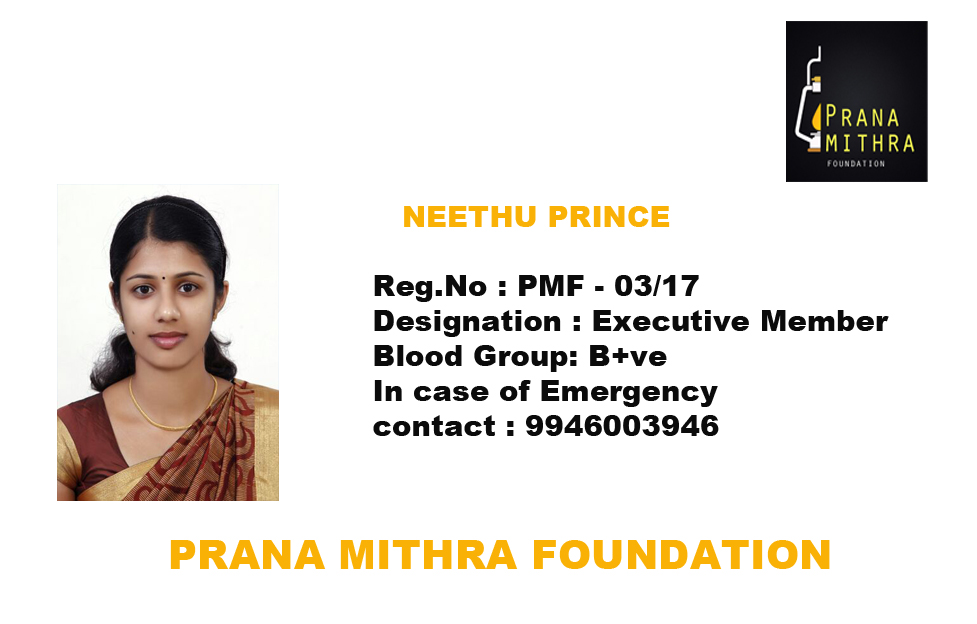 PRANA
MITHRA
FOUNDATION
NEETHU PRINCE
Reg.No : PMF - 03/17
Designation : Executive Member
Blood Group: B+ve
In case of Emergency
contact : 9946003946
PRANA MITHRA FOUNDATION